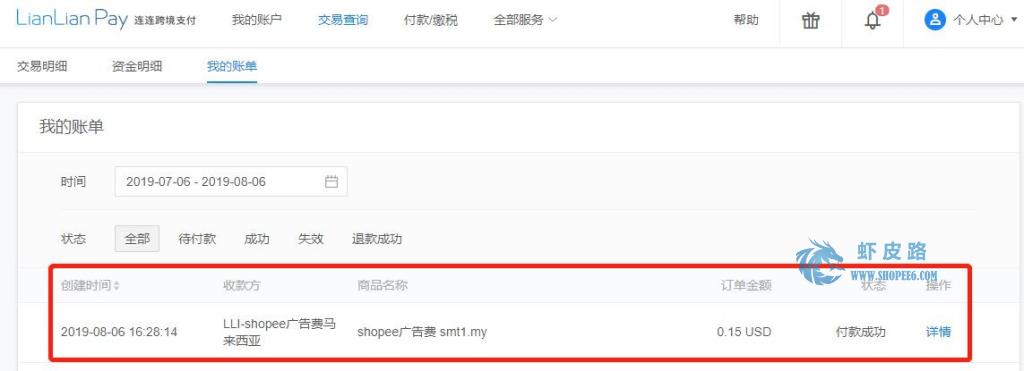 LianLian Pay 连连跨境支付 我的账户 交易查询 付款/缴税 全部服务 帮助 1 个人中心
交易明细 资金明细 我的账单
我的账单
时间 2019-07-06 - 2019-08-06
状态 全部 待付款 成功 失效 退款成功
虾皮路
WWW.SHOPEE6.COM
创建时间 收款方 商品名称 订单金额 状态 操作
2019-08-06 16:28:14 LLI-shopee广告费马 shopee广告费 smt1.my 0.15 USD 付款成功 详情
来西亚